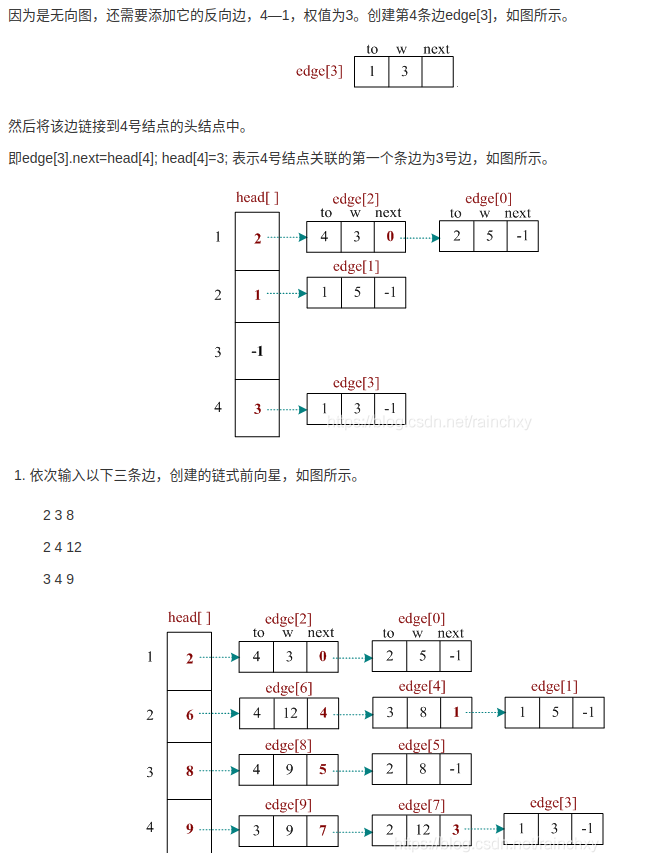 因为是无向图，还需要添加它的反向边，4—1，权值为3。创建第4条边edge[3]，如图所示。
to w next
edge[3] 1 3
然后将该边链接到4号结点的头结点中。
即edge[3].next=head[4]; head[4]=3; 表示4号结点关联的第一个条边为3号边，如图所示。
head[ ] edge[2] edge[0]
to w next to w next
1 2 4 3 0 2 5 -1
edge[1]
2 1 1 5 -1
3 -1
edge[3]
4 3 1 3 -1
https://blog.csdn.net/rainchxy
1. 依次输入以下三条边，创建的链式前向星，如图所示。
2 3 8
2 4 12
3 4 9
head[ ] edge[2] edge[0]
to w next to w next
1 2 4 3 0 2 5 -1
edge[6] edge[4] edge[1]
2 6 4 12 4 3 8 1 1 5 -1
edge[8] edge[5]
3 8 4 9 5 2 8 -1
edge[9] edge[7] edge[3]
4 9 3 9 7 2 12 3 1 3 -1
https://blog.csdn.net/rainchxy